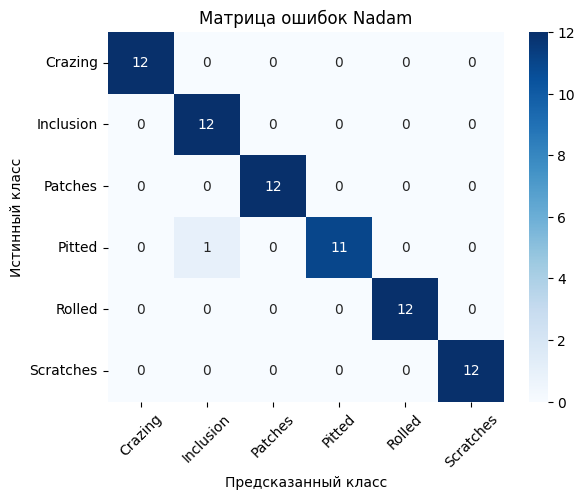 Матрица ошибок Nadam
Истинный класс
Crazing 12 0 0 0 0 0
Inclusion 0 12 0 0 0 0
Patches 0 0 12 0 0 0
Pitted 0 1 0 11 0 0
Rolled 0 0 0 0 12 0
Scratches 0 0 0 0 0 12
Crazing Inclusion Patches Pitted Rolled Scratches
Предсказанный класс
12
10
8
6
4
2
0